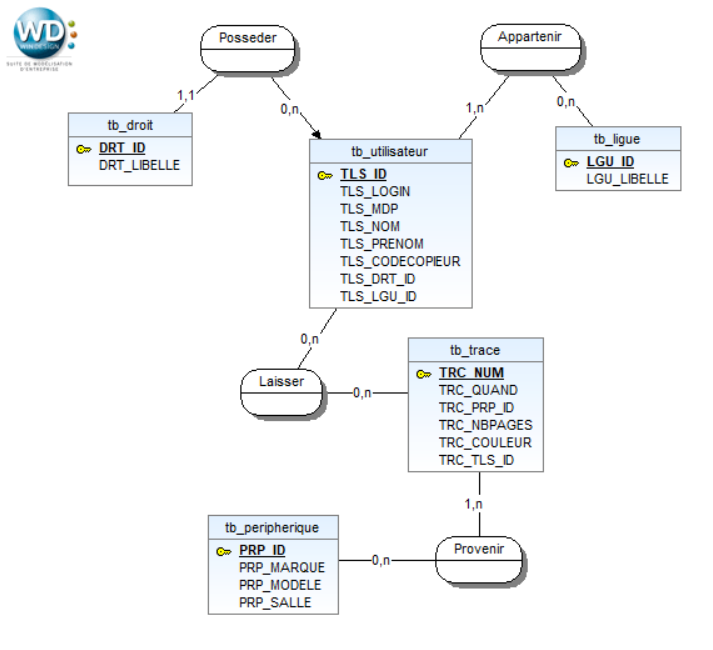 WD
WINDESIGN
SUITE DE MODÉLISATION
D'ENTREPRISE
Posseder
Appartenir
1,1
0,n
1,n
0,n
tb_droit
DRT_ID
DRT_LIBELLE
tb_ligue
LGU_ID
LGU_LIBELLE
tb_utilisateur
TLS_ID
TLS_LOGIN
TLS_MDP
TLS_NOM
TLS_PRENOM
TLS_CODECOPIEUR
TLS_DRT_ID
TLS_LGU_ID
0,n
Laisser
0,n
tb_trace
TRC_NUM
TRC_QUAND
TRC_PRP_ID
TRC_NBPAGES
TRC_COULEUR
TRC_TLS_ID
1,n
tb_peripherique
PRP_ID
PRP_MARQUE
PRP_MODELE
PRP_SALLE
0,n
Provenir